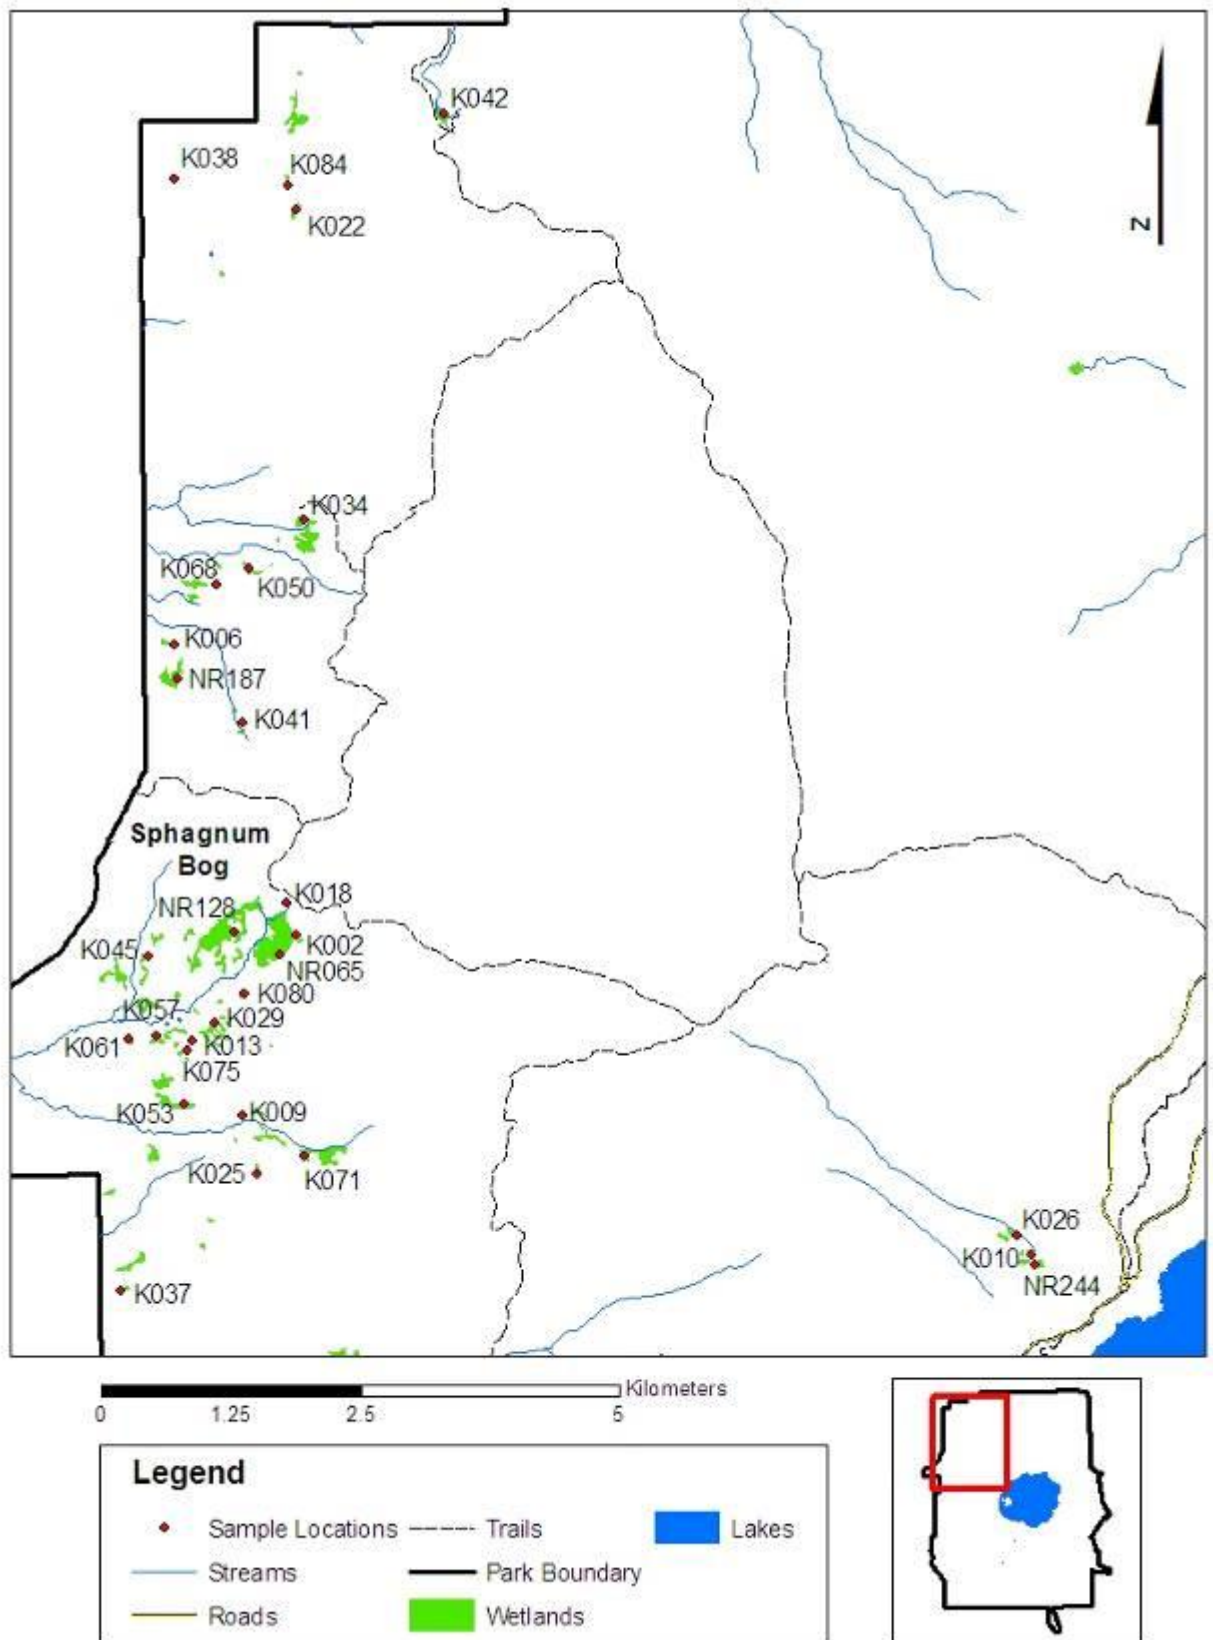 K042
K038
K084
K022
N
K034
K068
K050
K006
NR187
K041
Sphagnum
Bog
K018
NR128
K002
K045
NR065
K080
K057
K029
K061
K013
K075
K053
K009
K025
K071
K026
K010
NR244
K037
Kilometers
0 1.25 2.5 5
Legend
Sample Locations Trails Lakes
Streams Park Boundary
Roads Wetlands